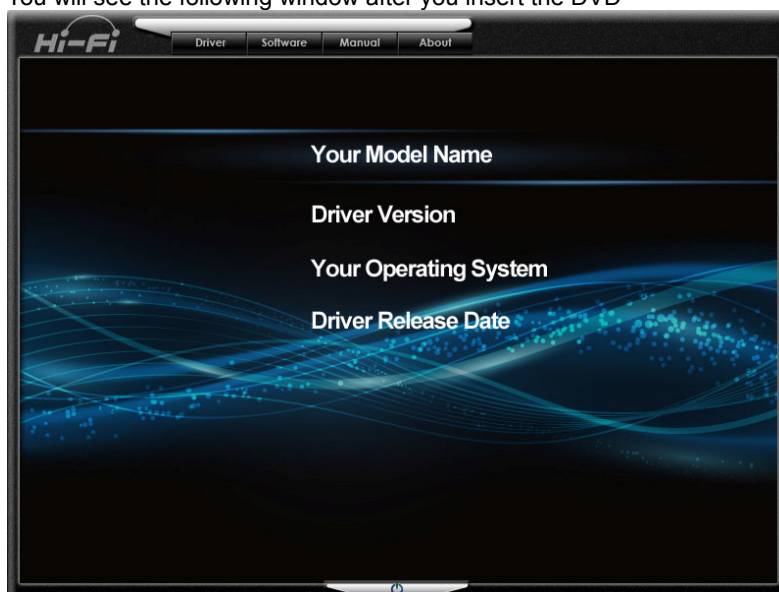 You will see the following window after you insert the DVD
Hi-Fi
Driver Software Manual About
Your Model Name
Driver Version
Your Operating System
Driver Release Date